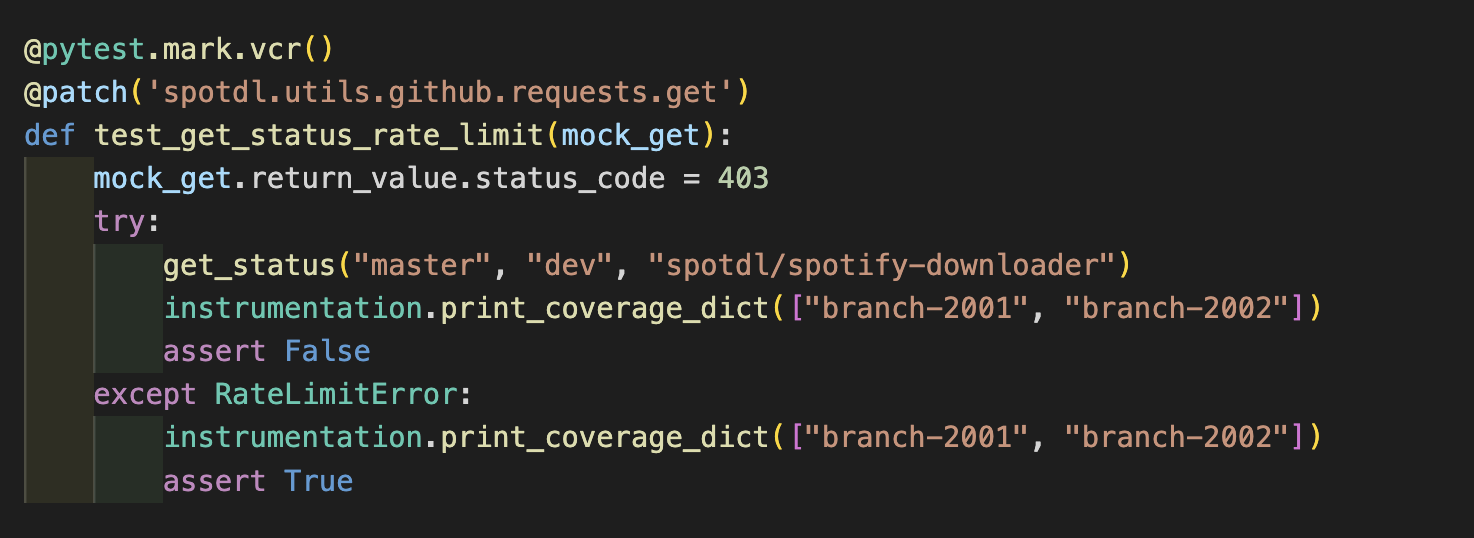 @pytest.mark.vcr()
@patch('spotdl.utils.github.requests.get')
def test_get_status_rate_limit(mock_get):
    mock_get.return_value.status_code = 403
    try:
        get_status("master", "dev", "spotdl/spotify-downloader")
        instrumentation.print_coverage_dict(["branch-2001", "branch-2002"])
        assert False
    except RateLimitError:
        instrumentation.print_coverage_dict(["branch-2001", "branch-2002"])
        assert True